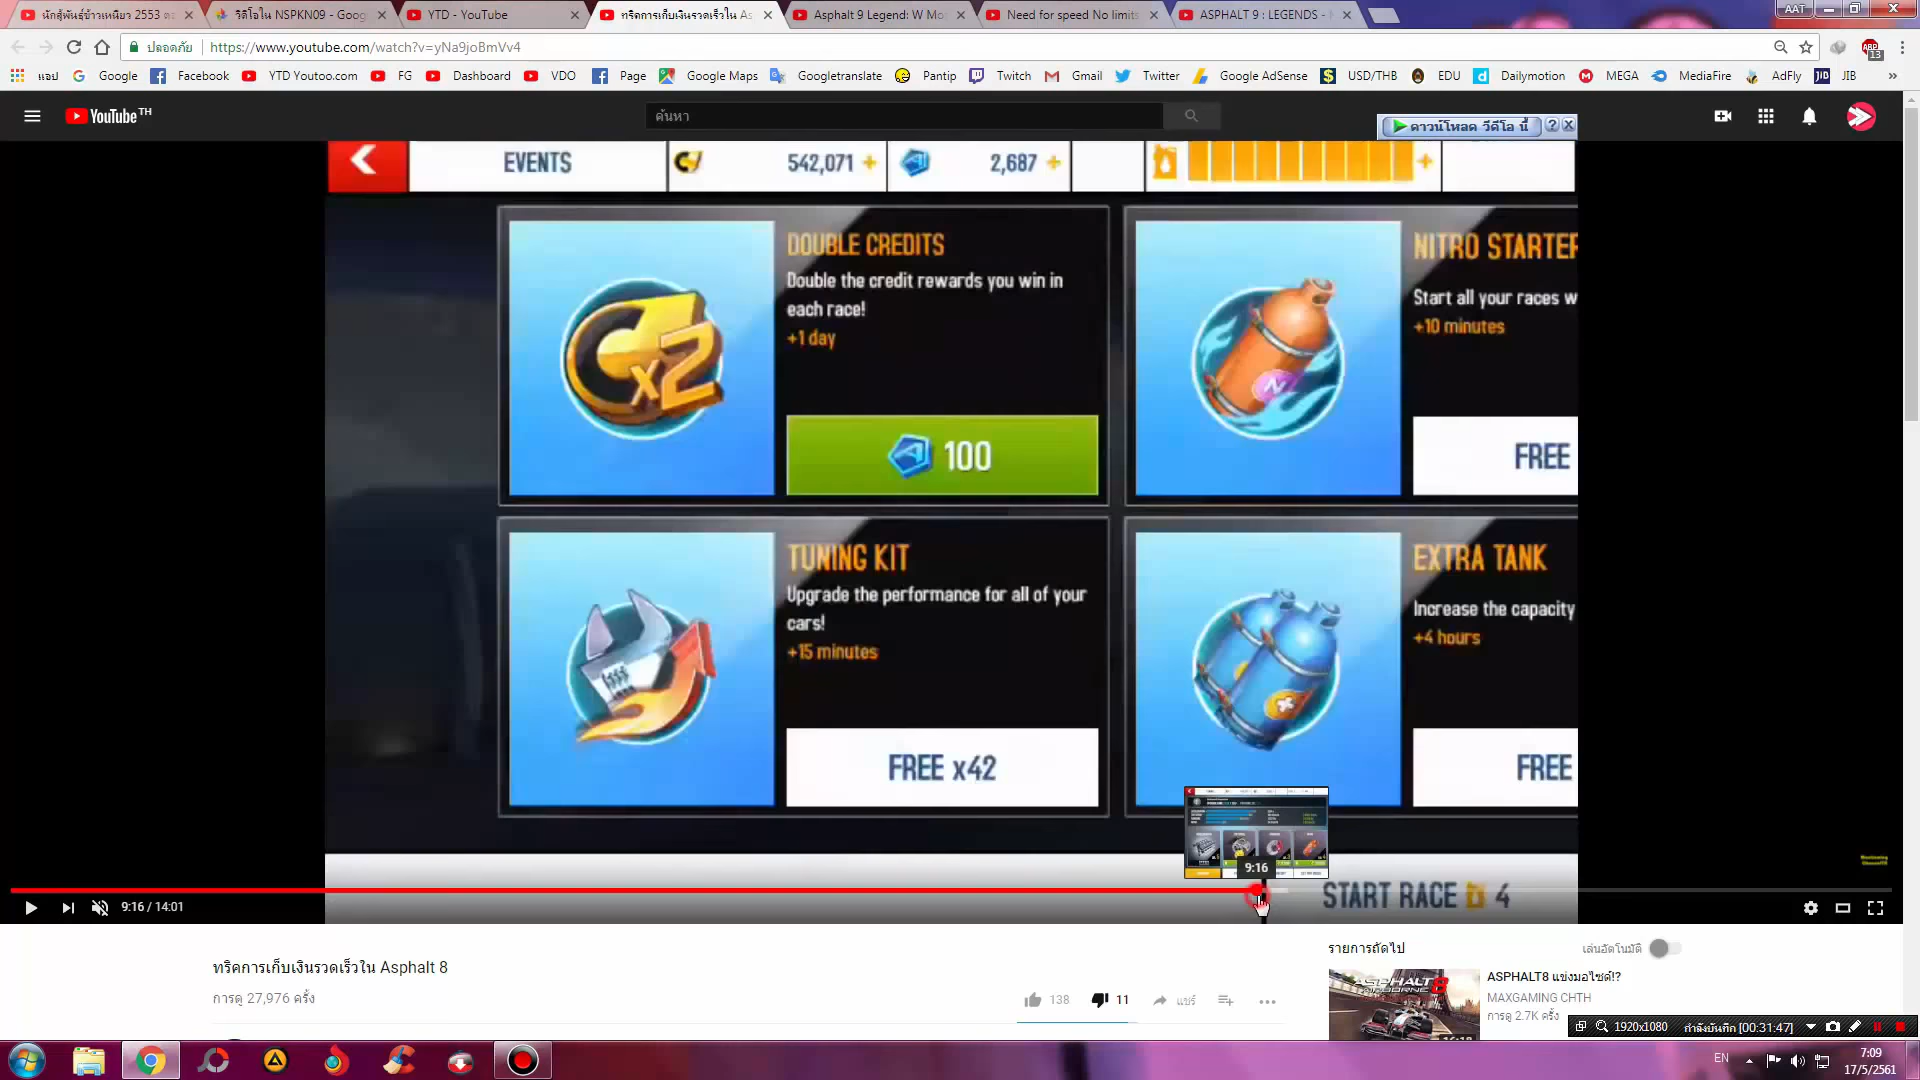 นักสู้พันธุ์ข้าวเหนียว 2553 ตอ
วิดีโอใน NSPKN09 - Goog
YTD - YouTube
ทริคการเก็บเงินรวดเร็วใน As
Asphalt 9 Legend: W Mo
Need for speed No limits
ASPHALT 9 : LEGENDS -
AAT
ปลอดภัย
https://www.youtube.com/watch?v=yNa9joBmVv4
ABP
13
แอป
Google
Facebook
YTD Youtoo.com
FG
Dashboard
VDO
Page
Google Maps
Googletranslate
Pantip
Twitch
Gmail
Twitter
Google AdSense
USD/THB
EDU
Dailymotion
MEGA
MediaFire
AdFly
JIB
JIB
»
YouTube TH
ค้นหา
ดาวน์โหลด วีดีโอ นี้
?
EVENTS
542,071 +
2,687 +
+
DOUBLE CREDITS
Double the credit rewards you win in
each race!
+1 day
Cx2
100
NITRO STARTER
Start all your races w
+10 minutes
N
FREE
TUNING KIT
Upgrade the performance for all of your
cars!
+15 minutes
FREE x42
EXTRA TANK
Increase the capacity
+4 hours
FREE
9:16
START RACE 4
9:16 / 14:01
ทริคการเก็บเงินรวดเร็วใน Asphalt 8
การดู 27,976 ครั้ง
138
11
แชร์
รายการถัดไป
เล่นอัตโนมัติ
ASPHALT 8
AIRBORNE
ASPHALT8 แข่งมอไซด์!?
MAXGAMING CHTH
การดู 2.7K ครั้ง
1920x1080
กำลังบันทึก [00:31:47]
EN
7:09
17/5/2561